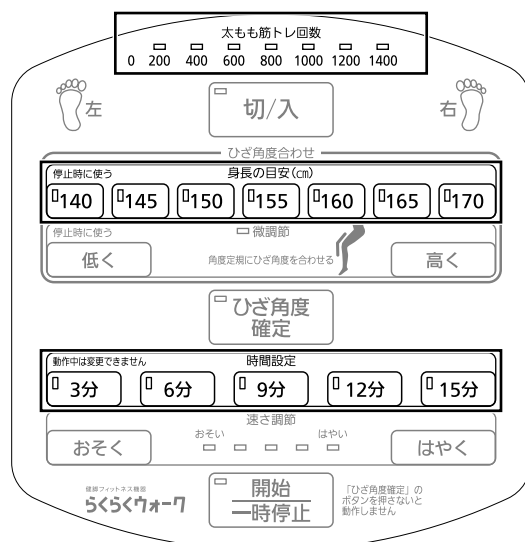 太もも筋トレ回数
0 200 400 600 800 1000 1200 1400
左
切/入
右
ひざ角度合わせ
停止時に使う
身長の目安(㎝)
140 145 150 155 160 165 170
停止時に使う
微調節
低く
角度定規にひざ角度を合わせる
高く
ひざ角度
確定
動作中は変更できません
時間設定
3分 6分 9分 12分 15分
速さ調節
おそく
おそい
はやい
はやく
健脚フィットネス機器
らくらくウォーク
開始
一時停止
「ひざ角度確定」の
ボタンを押さないと
動作しません